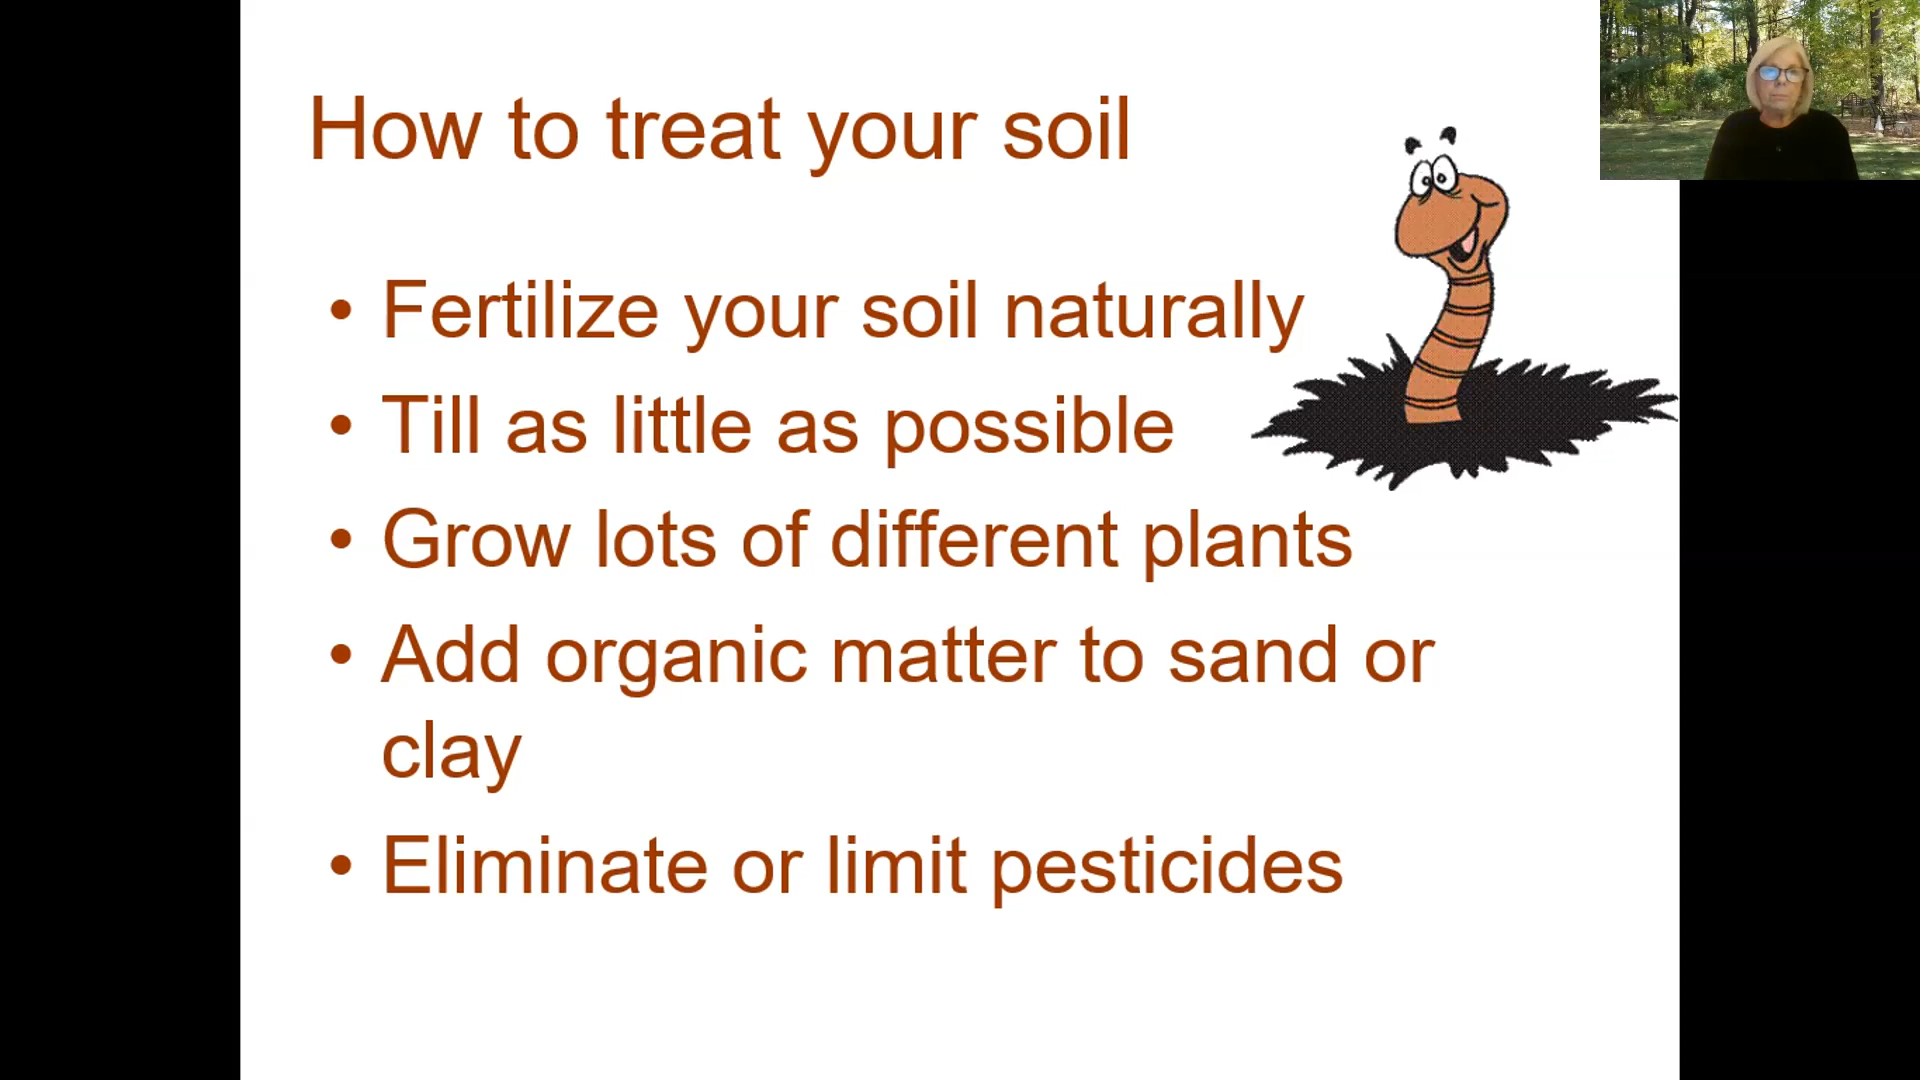 How to treat your soil
• Fertilize your soil naturally
• Till as little as possible
• Grow lots of different plants
• Add organic matter to sand or
clay
• Eliminate or limit pesticides